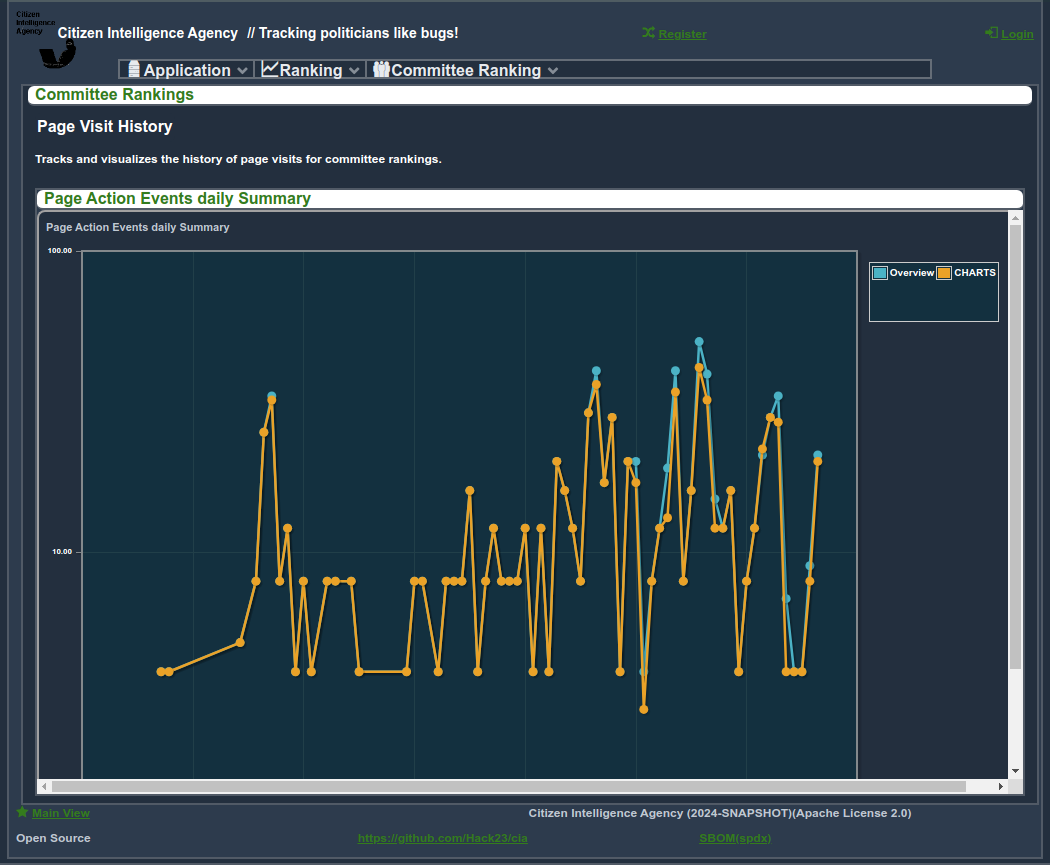 Citizen
Intelligence
Agency
Citizen Intelligence Agency // Tracking politicians like bugs!
Register
Login
Application
Ranking
Committee Ranking
Committee Rankings
Page Visit History
Tracks and visualizes the history of page visits for committee rankings.
Page Action Events daily Summary
Page Action Events daily Summary
100.00
10.00
Overview CHARTS
Main View
Citizen Intelligence Agency (2024-SNAPSHOT)(Apache License 2.0)
Open Source
https://github.com/Hack23/cia
SBOM(spdx)